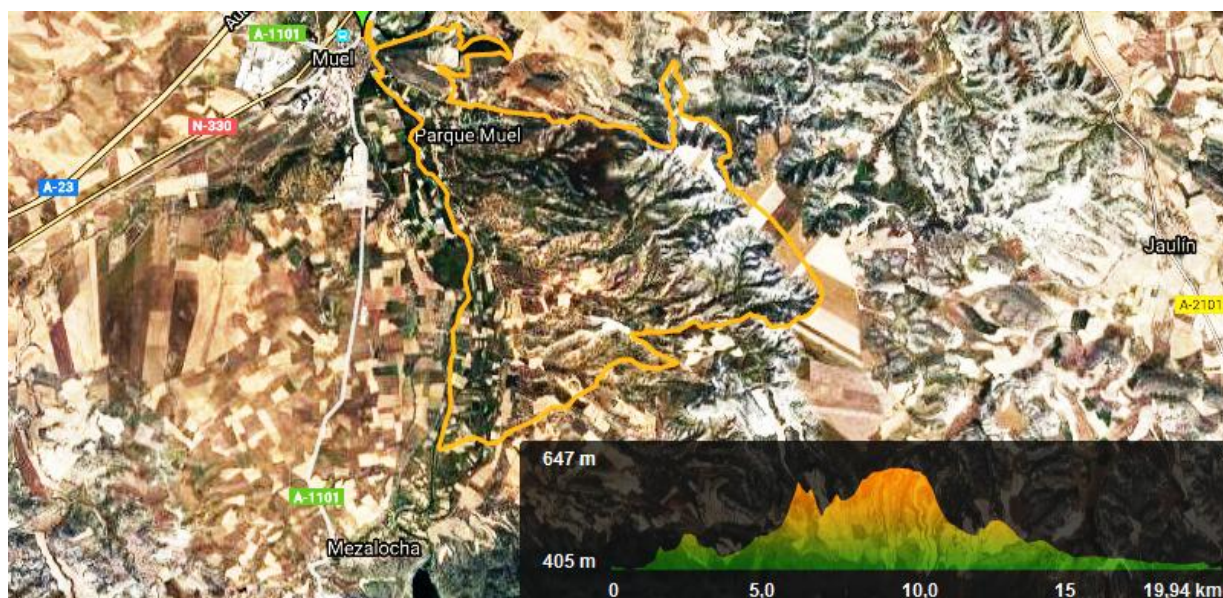 A-1101
Muel
N-330
Parque Muel
A-23
Jaulín
A-2101
A-1101
Mezalocha
647 m
405 m
0 5,0 10,0 15 19,94 km